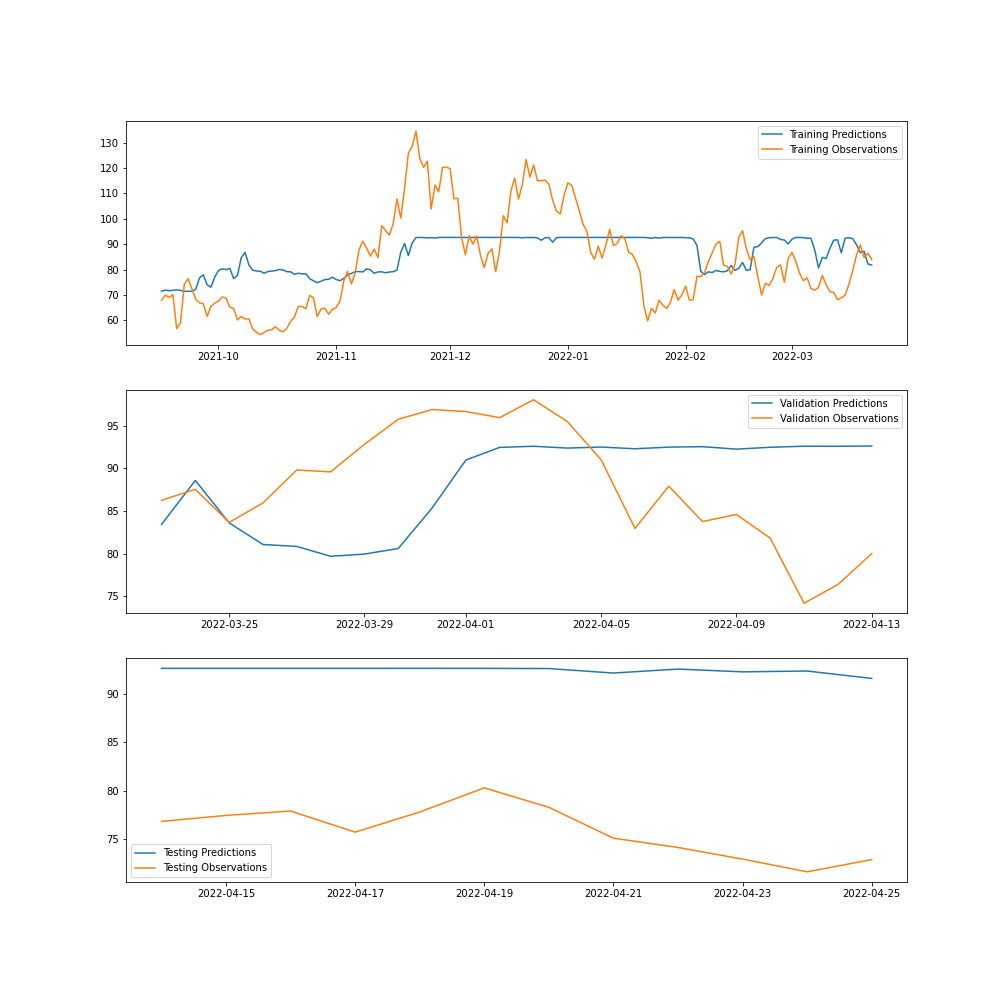 130
120
110
100
90
80
70
60
Training Predictions
Training Observations
2021-10 2021-11 2021-12 2022-01 2022-02 2022-03
95
90
85
80
75
Validation Predictions
Validation Observations
2022-03-25 2022-03-29 2022-04-01 2022-04-05 2022-04-09 2022-04-13
90
85
80
75
Testing Predictions
Testing Observations
2022-04-15 2022-04-17 2022-04-19 2022-04-21 2022-04-23 2022-04-25